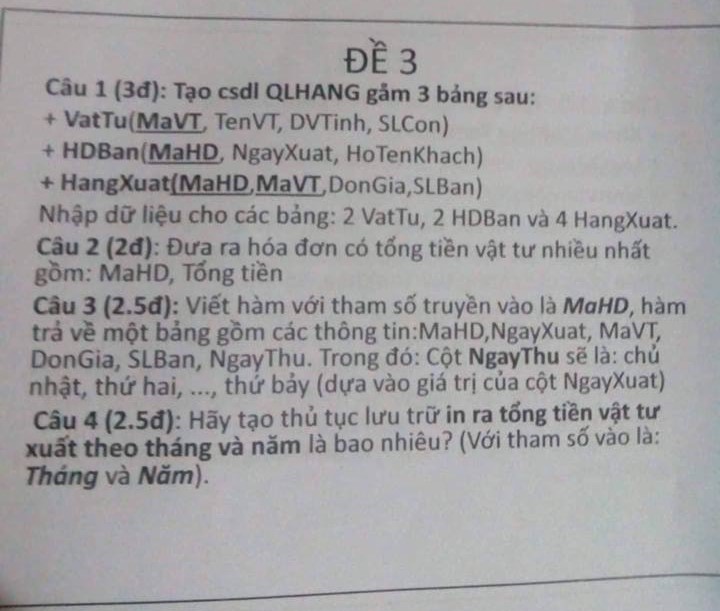 ĐỀ 3
Câu 1 (3đ): Tạo csdl QLHANG gồm 3 bảng sau:
+ VatTu(MaVT, TenVT, DVTinh, SLCon)
+ HDBan(MaHD, NgayXuat, HoTenKhach)
+ HangXuat(MaHD,MaVT,DonGia,SLBan)
Nhập dữ liệu cho các bảng: 2 VatTu, 2 HDBan và 4 HangXuat.
Câu 2 (2đ): Đưa ra hóa đơn có tổng tiền vật tư nhiều nhất
gồm: MaHD, Tổng tiền
Câu 3 (2.5đ): Viết hàm với tham số truyền vào là MaHD, hàm
trả về một bảng gồm các thông tin:MaHD,NgayXuat, MaVT,
DonGia, SLBan, NgayThu. Trong đó: Cột NgayThu sẽ là: chủ
nhật, thứ hai, ..., thứ bảy (dựa vào giá trị của cột NgayXuat)
Câu 4 (2.5đ): Hãy tạo thủ tục lưu trữ in ra tổng tiền vật tư
xuất theo tháng và năm là bao nhiêu? (Với tham số vào là:
Tháng và Năm).